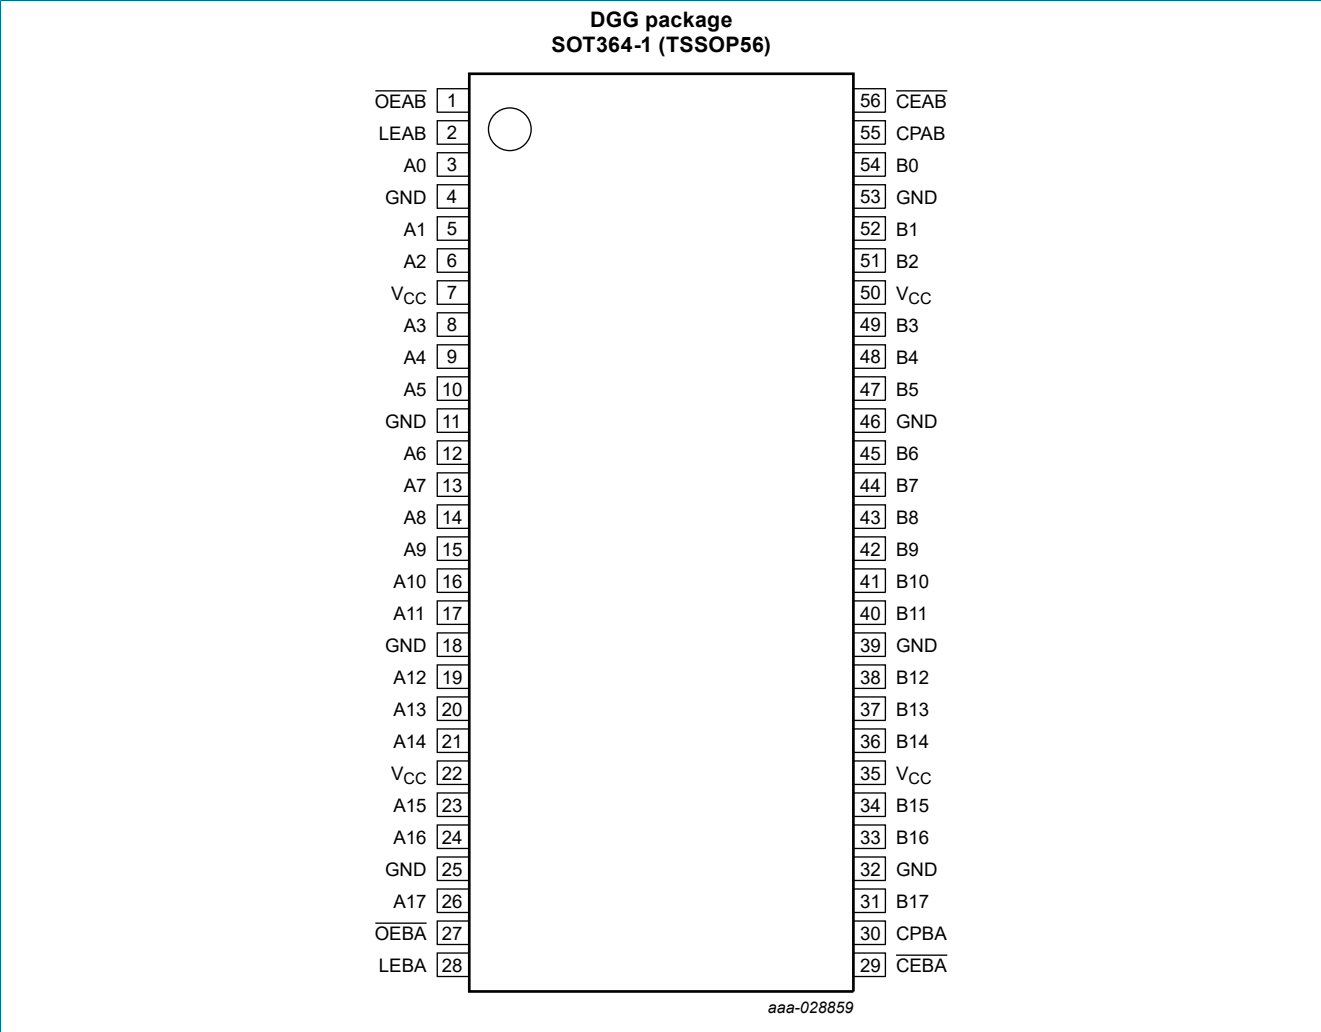 DGG package
SOT364-1 (TSSOP56)
OEAB 1 56 CEAB
LEAB 2 55 CPAB
A0 3 54 B0
GND 4 53 GND
A1 5 52 B1
A2 6 51 B2
VCC 7 50 VCC
A3 8 49 B3
A4 9 48 B4
A5 10 47 B5
GND 11 46 GND
A6 12 45 B6
A7 13 44 B7
A8 14 43 B8
A9 15 42 B9
A10 16 41 B10
A11 17 40 B11
GND 18 39 GND
A12 19 38 B12
A13 20 37 B13
A14 21 36 B14
VCC 22 35 VCC
A15 23 34 B15
A16 24 33 B16
GND 25 32 GND
A17 26 31 B17
OEBA 27 30 CPBA
LEBA 28 29 CEBA
aaa-028859